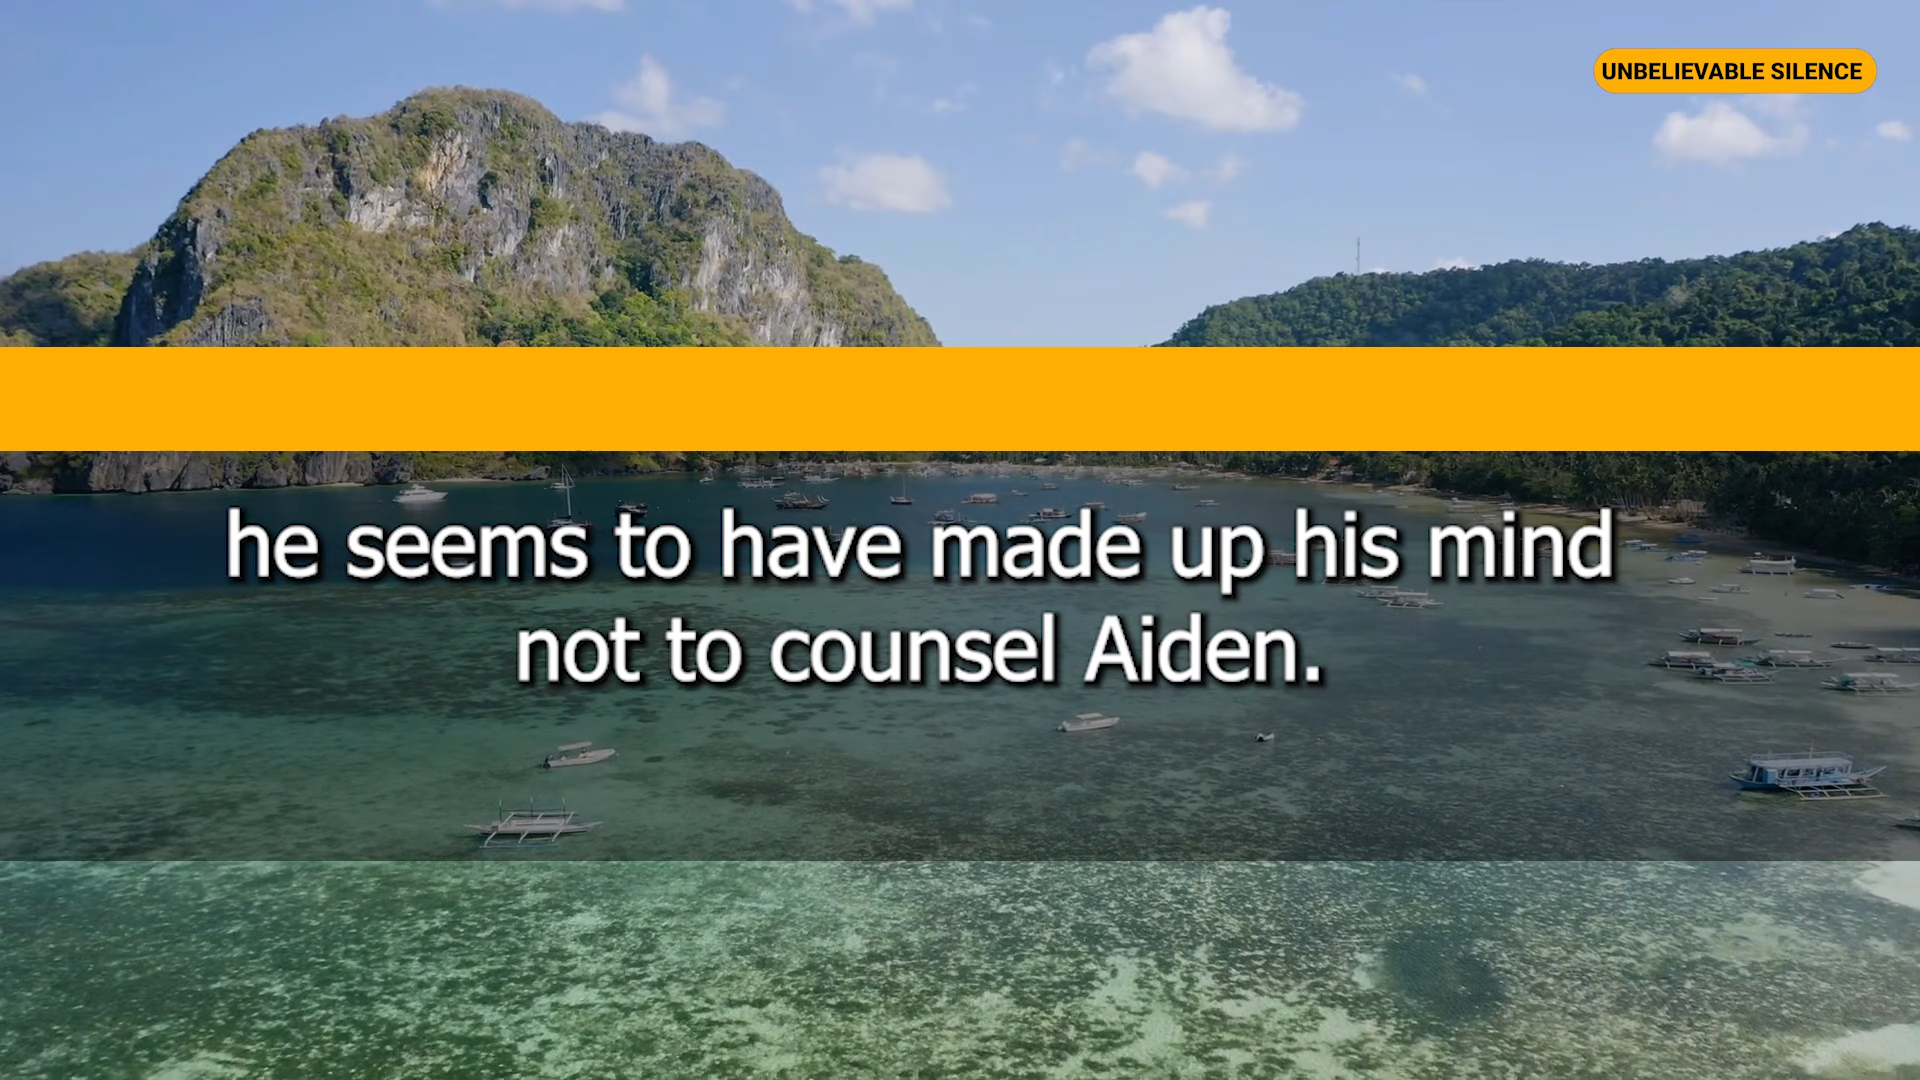 UNBELIEVABLE SILENCE
he seems to have made up his mind
not to counsel Aiden.